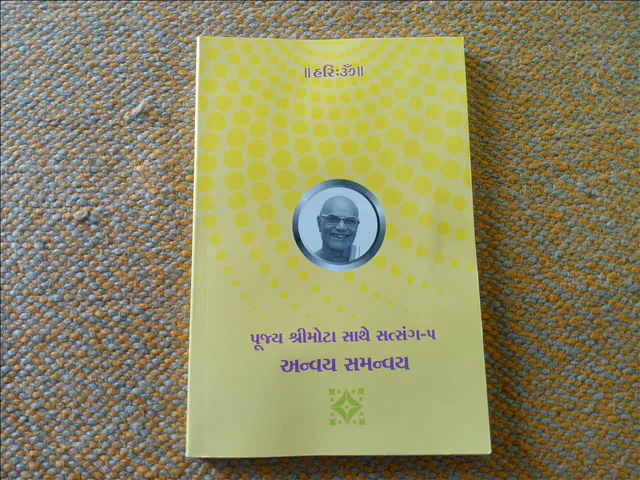 ॥ હરિ:ૐ ॥
પૂજ્ય શ્રીમોટા સાથે સત્સંગ-૫
અન્વય સમન્વય